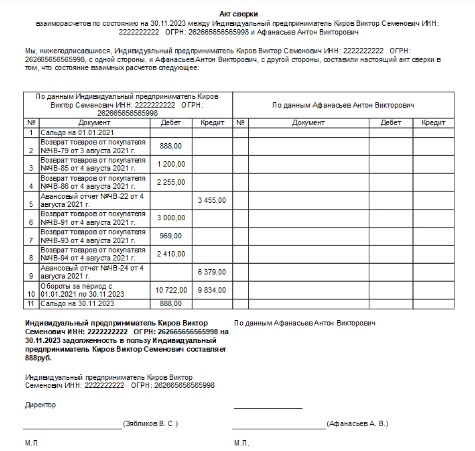 Акт сверки
взаиморасчетов по состоянию на 30.11.2023 между Индивидуальный предприниматель Киров Виктор Семенович ИНН:
2222222222 ОГРН: 262665656565998 и Афанасьев Антон Викторович
Мы, нижеподписавшиеся, Индивидуальный предприниматель Киров Виктор Семенович ИНН: 2222222222 ОГРН:
262665656565998, с одной стороны, и Афанасьев Антон Викторович, с другой стороны, составили настоящий акт сверки в
том, что состояние взаимных расчетов следующее:
По данным Индивидуальный предприниматель Киров
Виктор Семенович ИНН: 2222222222 ОГРН:
262665656565998
По данным Афанасьев Антон Викторович
№ Документ Дебет Кредит № Документ Дебет Кредит
1 Сальдо на 01.01.2021
2 Возврат товаров от покупателя
№ЧВ-79 от 3 августа 2021 г. 888,00
3 Возврат товаров от покупателя
№ЧВ-85 от 4 августа 2021 г. 1 200,00
4 Возврат товаров от покупателя
№ЧВ-86 от 4 августа 2021 г. 2 255,00
5 Авансовый отчет №ЧВ-22 от 4
августа 2021 г. 3 455,00
6 Возврат товаров от покупателя
№ЧВ-91 от 4 августа 2021 г. 3 000,00
7 Возврат товаров от покупателя
№ЧВ-93 от 4 августа 2021 г. 969,00
8 Возврат товаров от покупателя
№ЧВ-94 от 4 августа 2021 г. 2 410,00
9 Авансовый отчет №ЧВ-24 от 4
августа 2021 г. 6 379,00
10 Обороты за период с
01.01.2021 по 30.11.2023 10 722,00 9 834,00
11 Сальдо на 30.11.2023 888,00
Индивидуальный предприниматель Киров Виктор
Семенович ИНН: 2222222222 ОГРН: 262665656565998 на
30.11.2023 задолженность в пользу Индивидуальный
предприниматель Киров Виктор Семенович составляет
888руб.
По данным Афанасьев Антон Викторович
Индивидуальный предприниматель Киров Виктор
Семенович ИНН: 2222222222 ОГРН: 262665656565998
Директор
(Зябликов В. С.) (Афанасьев А. В.)
М.П М.П.